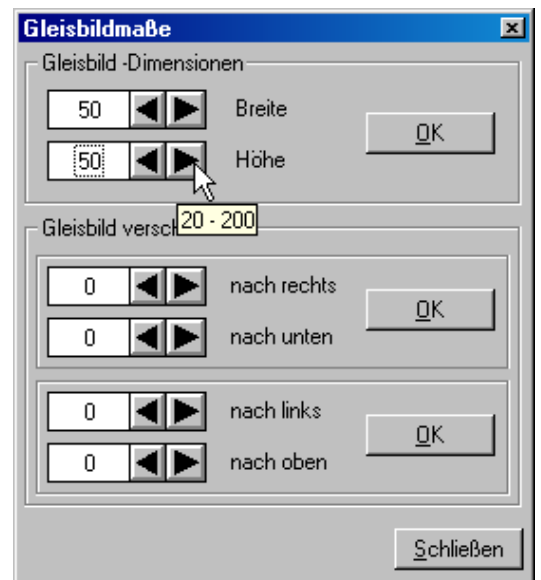 Gleisbildmaße
Gleisbild -Dimensionen
50 Breite
OK
50 Höhe
20 - 200
Gleisbild versch
0 nach rechts
OK
0 nach unten
0 nach links
OK
0 nach oben
Schließen